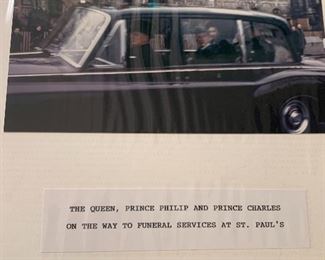 THE QUEEN, PRINCE PHILIP AND PRINCE CHARLES
ON THE WAY TO FUNERAL SERVICES AT ST. PAUL'S